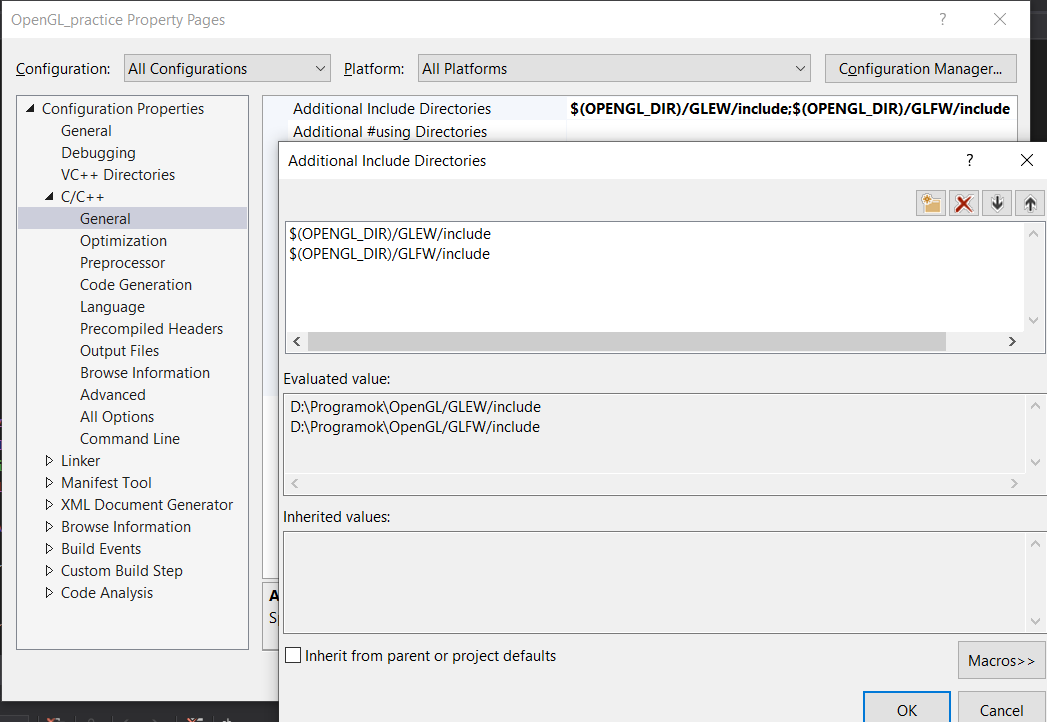 OpenGL_practice Property Pages
?
Configuration: All Configurations Platform: All Platforms Configuration Manager...
Configuration Properties
General
Debugging
VC++ Directories
C/C++
General
Optimization
Preprocessor
Code Generation
Language
Precompiled Headers
Output Files
Browse Information
Advanced
All Options
Command Line
Linker
Manifest Tool
XML Document Generator
Browse Information
Build Events
Custom Build Step
Code Analysis
Additional Include Directories $(OPENGL_DIR)/GLEW/include;$(OPENGL_DIR)/GLFW/include
Additional #using Directories
Additional Include Directories
?
$(OPENGL_DIR)/GLEW/include
$(OPENGL_DIR)/GLFW/include
Evaluated value:
D:\Programok\OpenGL/GLEW/include
D:\Programok\OpenGL/GLFW/include
Inherited values:
Inherit from parent or project defaults
Macros>>
OK Cancel